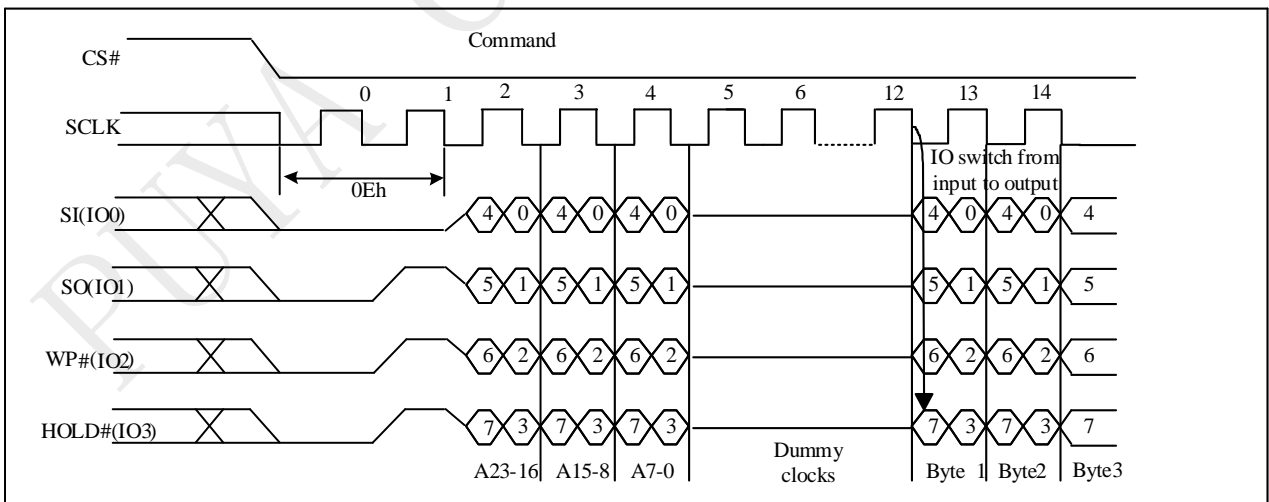 Command
CS#
0 1 2 3 4 5 6 12 13 14
SCLK
IO switch from
input to output
0Eh
SI(IO0) 4 0 4 0 4 0 4 0 4 0 4
SO(IO1) 5 1 5 1 5 1 5 1 5 1 5
WP#(IO2) 6 2 6 2 6 2 6 2 6 2 6
HOLD#(IO3) 7 3 7 3 7 3 7 3 7 3 7
A23-16 A15-8 A7-0 Dummy
clocks Byte 1 Byte2 Byte3
PUYA